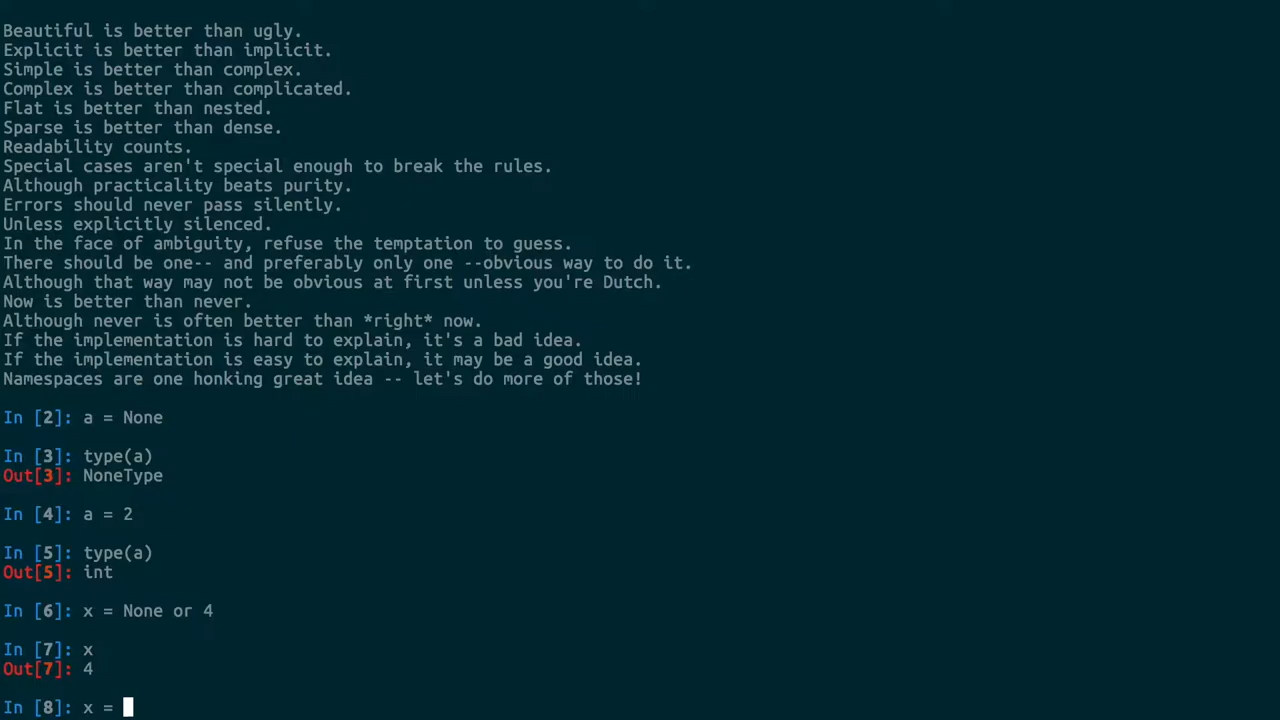 Beautiful is better than ugly.
Explicit is better than implicit.
Simple is better than complex.
Complex is better than complicated.
Flat is better than nested.
Sparse is better than dense.
Readability counts.
Special cases aren't special enough to break the rules.
Although practicality beats purity.
Errors should never pass silently.
Unless explicitly silenced.
In the face of ambiguity, refuse the temptation to guess.
There should be one-- and preferably only one --obvious way to do it.
Although that way may not be obvious at first unless you're Dutch.
Now is better than never.
Although never is often better than *right* now.
If the implementation is hard to explain, it's a bad idea.
If the implementation is easy to explain, it may be a good idea.
Namespaces are one honking great idea -- let's do more of those!
In [2]: a = None
In [3]: type(a)
Out[3]: NoneType
In [4]: a = 2
In [5]: type(a)
Out[5]: int
In [6]: x = None or 4
In [7]: x
Out[7]: 4
In [8]: x =